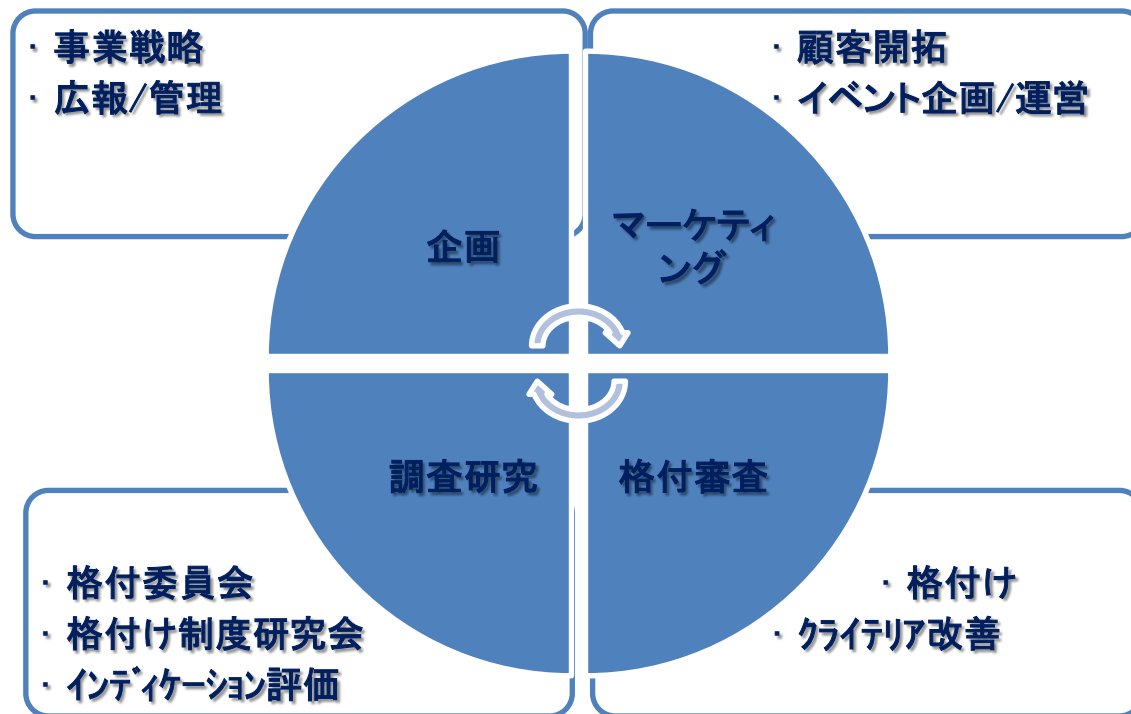 ・事業戦略
・広報/管理
・顧客開拓
・イベント企画/運営
企画
マーケティ
ング
調査研究
格付審査
・格付委員会
・格付け制度研究会
・インディケーション評価
・格付け
・クライテリア改善